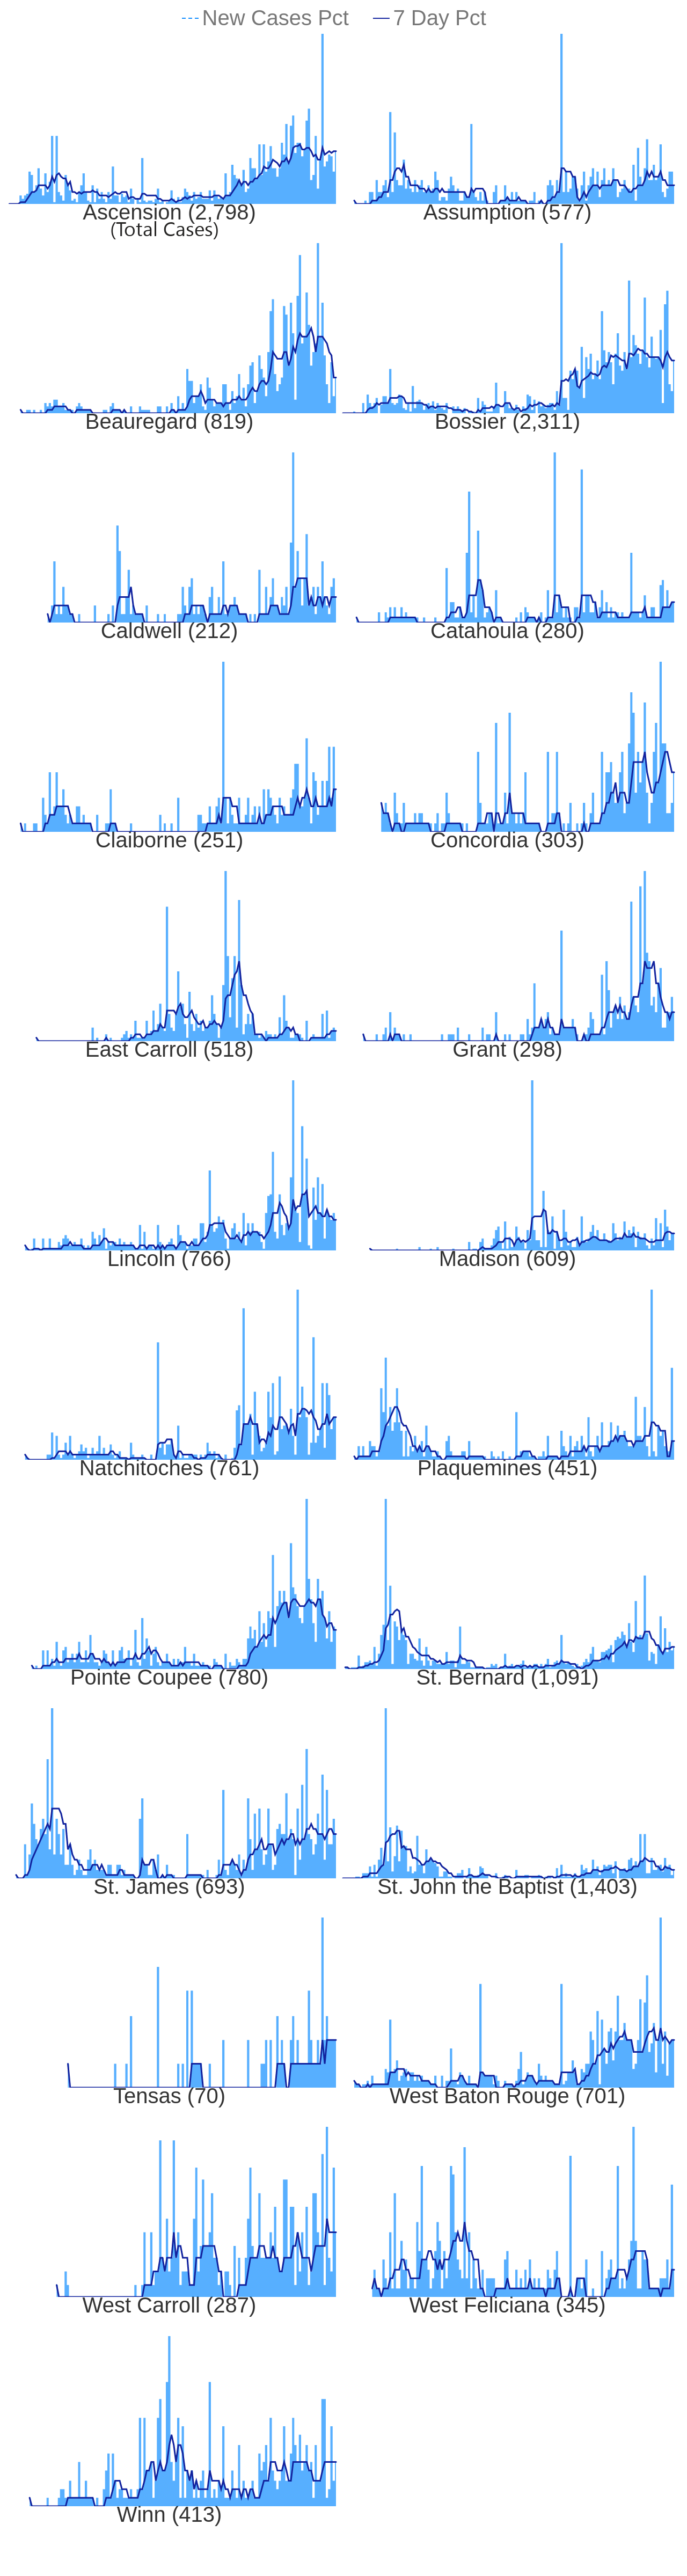 New Cases Pct 7 Day Pct
Ascension (2,798) Assumption (577)
(Total Cases)
Beauregard (819) Bossier (2,311)
Caldwell (212) Catahoula (280)
Claiborne (251) Concordia (303)
East Carroll (518) Grant (298)
Lincoln (766) Madison (609)
Natchitoches (761) Plaquemines (451)
Pointe Coupee (780) St. Bernard (1,091)
St. James (693) St. John the Baptist (1,403)
Tensas (70) West Baton Rouge (701)
West Carroll (287) West Feliciana (345)
Winn (413)